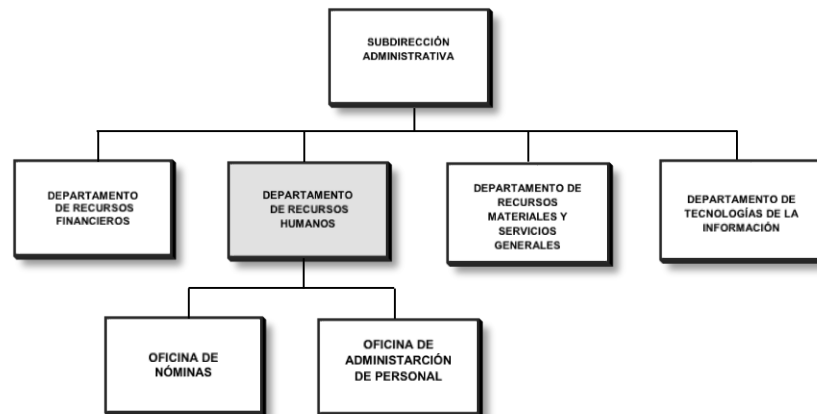 SUBDIRECCIÓN
ADMINISTRATIVA
DEPARTAMENTO
DE RECURSOS
FINANCIEROS
DEPARTAMENTO
DE RECURSOS
HUMANOS
DEPARTAMENTO DE
RECURSOS
MATERIALES Y
SERVICIOS
GENERALES
DEPARTAMENTO DE
TECNOLOGÍAS DE LA
INFORMACIÓN
OFICINA DE
NÓMINAS
OFICINA DE
ADMINISTARCIÓN
DE PERSONAL